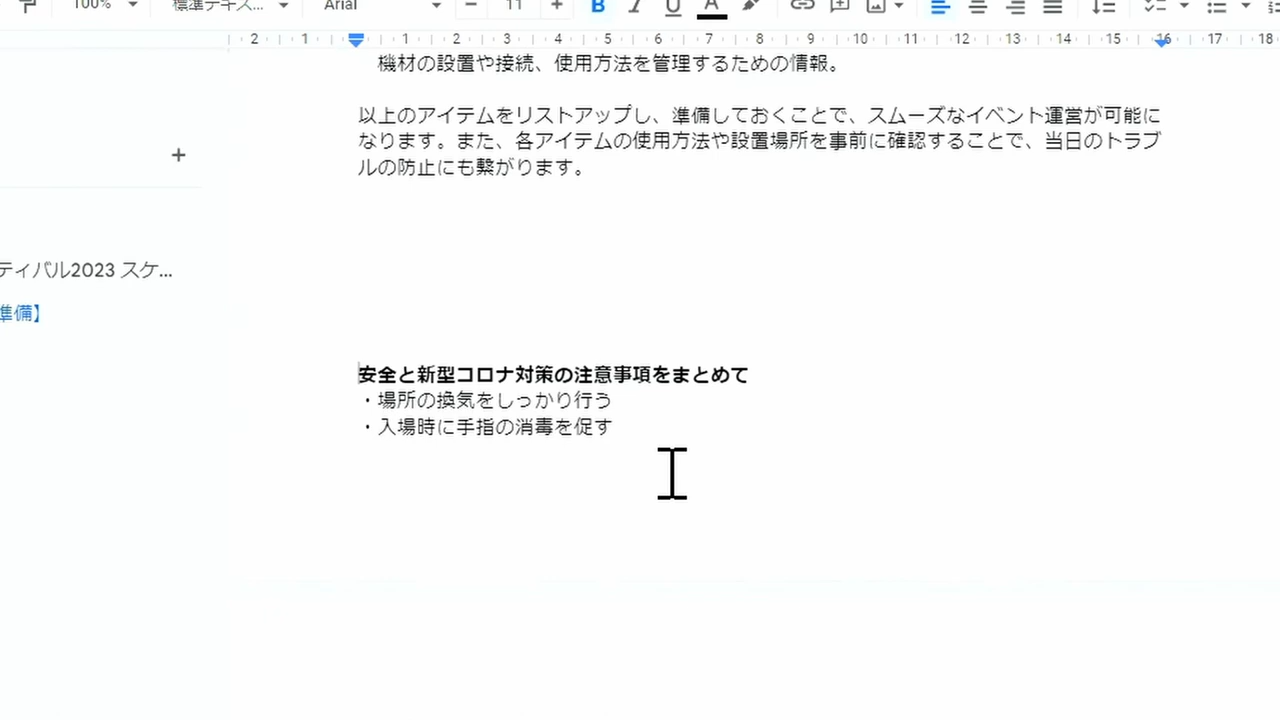 100% 標準テキス... Arial 11 B I U A
2 1 1 2 3 4 5 6 7 8 9 10 11 12 13 14 15 16 17 18
機材の設置や接続、使用方法を管理するための情報。
以上のアイテムをリストアップし、準備しておくことで、スムーズなイベント運営が可能に
なります。また、各アイテムの使用方法や設置場所を事前に確認することで、当日のトラブ
ルの防止にも繋がります。
ティバル2023 スケ...
準備】
安全と新型コロナ対策の注意事項をまとめて
・場所の換気をしっかり行う
・入場時に手指の消毒を促す